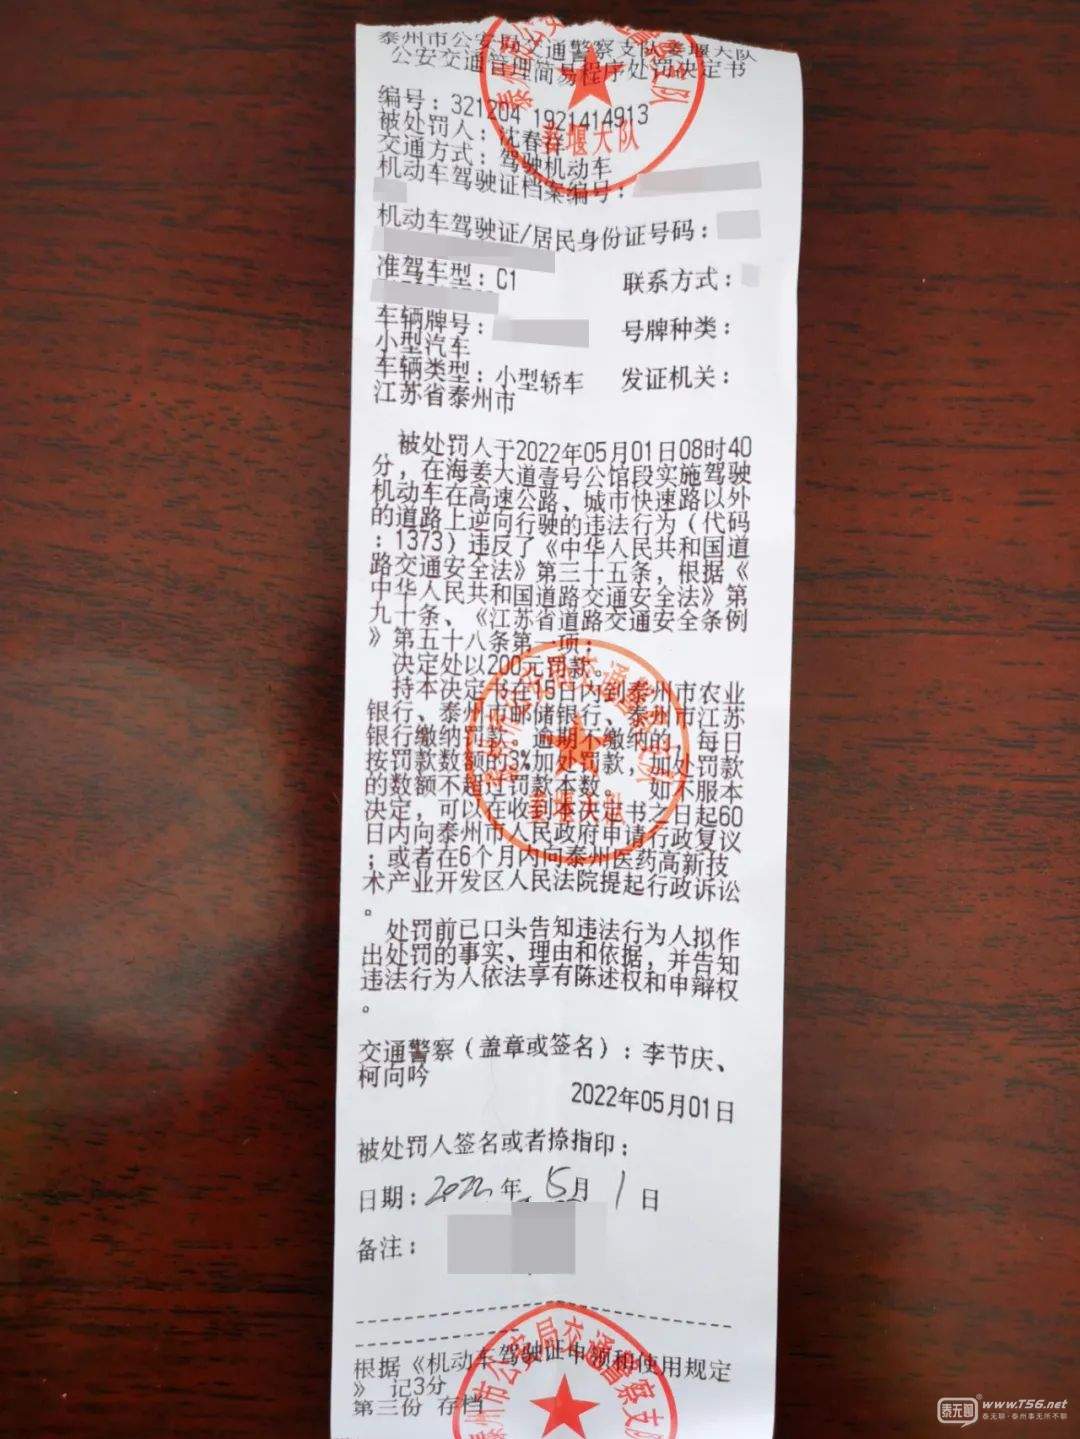 泰州市公安局交通警察支队姜堰大队
公安交通管理简易程序处罚决定书
编号：321204 1921414913
被处罚人：沈春
交通方式：驾驶机动车
机动车驾驶证档案编号：
机动车驾驶证/居民身份证号码：
准驾车型：C1 联系方式：
车辆牌号： 号牌种类：
小型汽车
车辆类型：小型轿车 发证机关：
江苏省泰州市
被处罚人于2022年05月01日08时40
分，在海姜大道壹号公馆段实施驾驶
机动车在高速公路、城市快速路以外
的道路上逆向行驶的违法行为（代码
：1373）违反了《中华人民共和国道
路交通安全法》第三十五条，根据《
中华人民共和国道路交通安全法》第
九十条、《江苏省道路交通安全条例
》第五十八条第一项；
决定处以200元罚款。
持本决定书在15日内到泰州市农业
银行、泰州市邮储银行、泰州市江苏
银行缴纳罚款。逾期不缴纳的，每日
按罚款数额的3%加处罚款，加处罚款
的数额不超过罚款本数。 如不服本
决定，可以在收到本决定书之日起60
日内向泰州市人民政府申请行政复议
；或者在6个月内向泰州医药高新技
术产业开发区人民法院提起行政诉讼
。
处罚前已口头告知违法行为人拟作
出处罚的事实、理由和依据，并告知
违法行为人依法享有陈述权和申辩权
。
交通警察（盖章或签名）：李节庆、
柯向吟
2022年05月01日
被处罚人签名或者捺指印：
日期：2022年 5月 1日
备注：
根据《机动车驾驶证申领和使用规定
》 记3分
第三份 存档
姜堰大队
泰州市公安局交通警察支队
泰无聊
www.T56.net
泰无聊·泰州事无所不聊